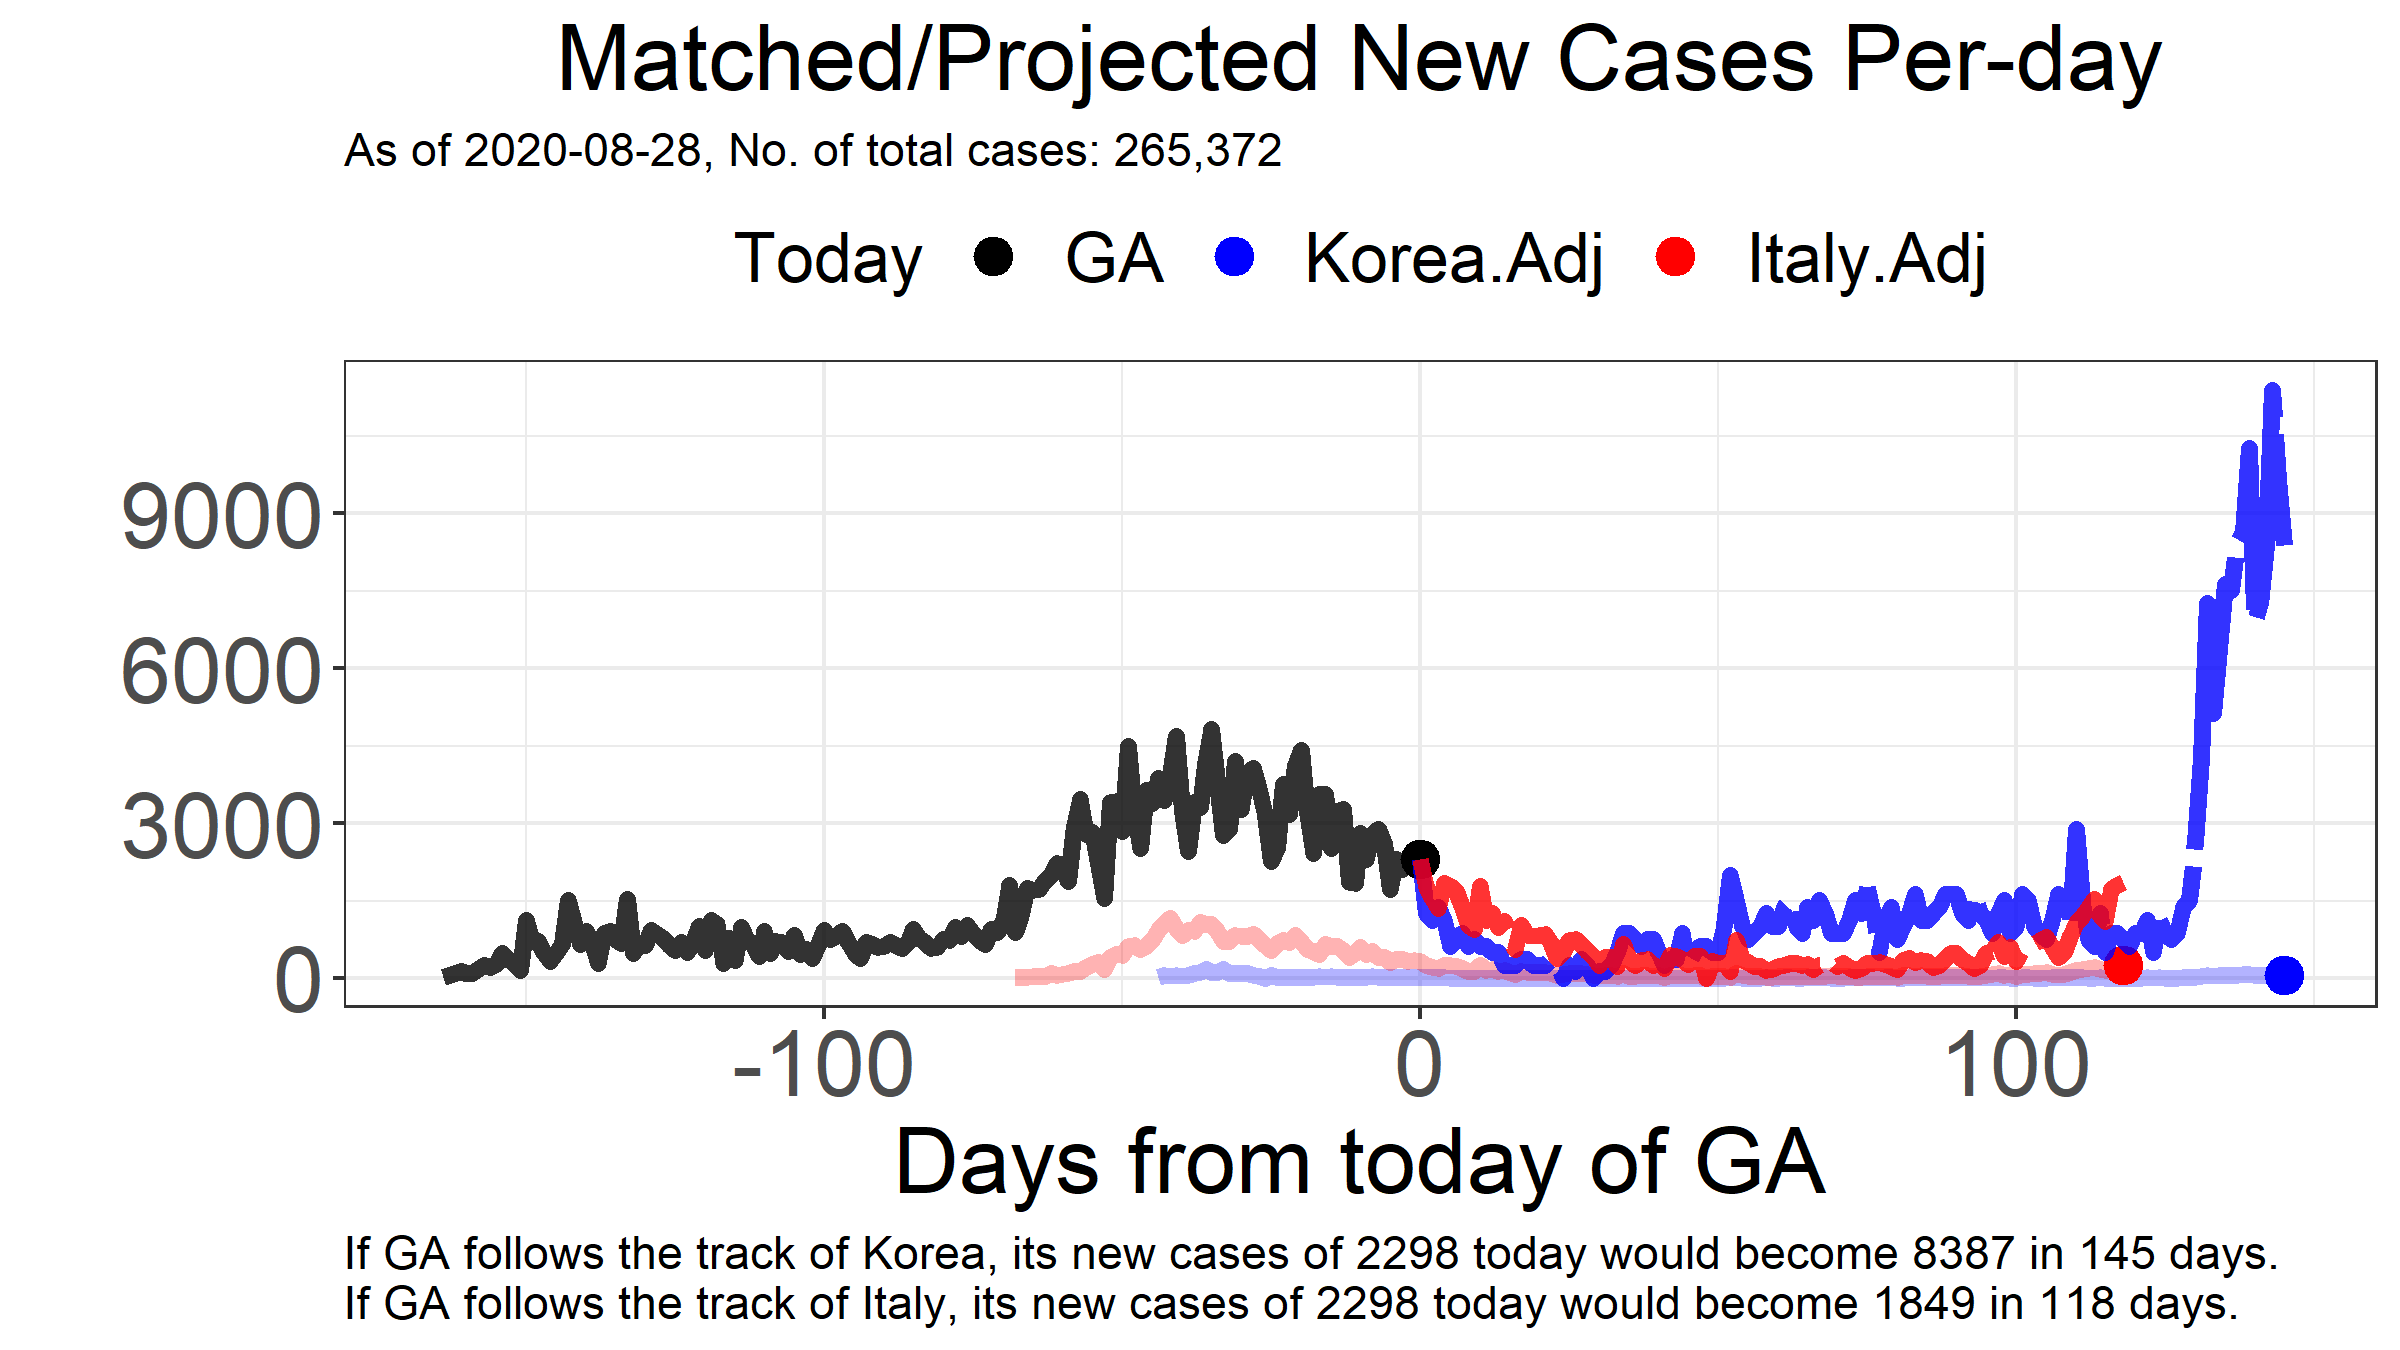 Matched/Projected New Cases Per-day
As of 2020-08-28, No. of total cases: 265,372
Today GA Korea.Adj Italy.Adj
9000
6000
3000
0
-100 0 100
Days from today of GA
If GA follows the track of Korea, its new cases of 2298 today would become 8387 in 145 days.
If GA follows the track of Italy, its new cases of 2298 today would become 1849 in 118 days.